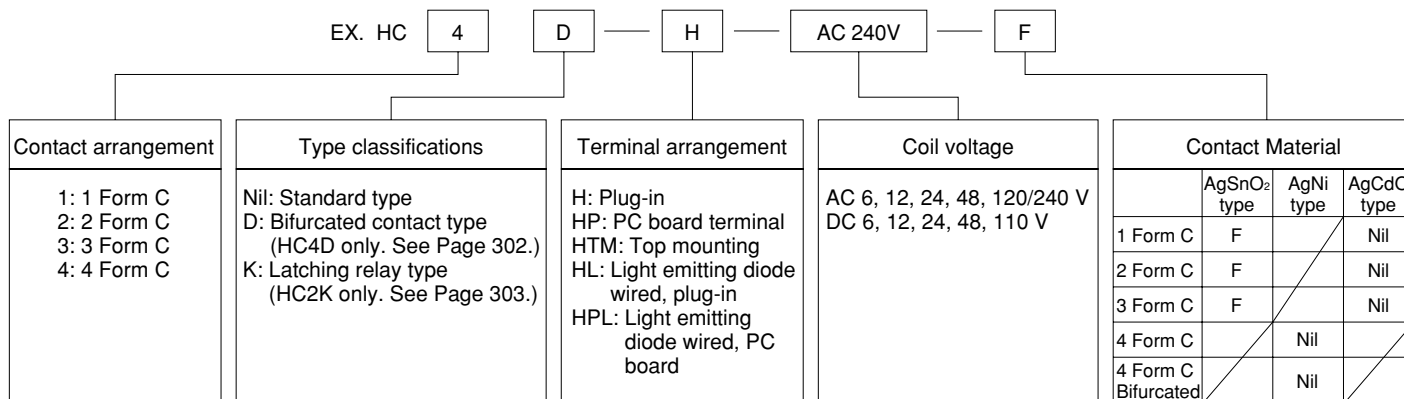 EX. HC 4 D H AC 240V F
Contact arrangement
1: 1 Form C
2: 2 Form C
3: 3 Form C
4: 4 Form C
Type classifications
Nil: Standard type
D: Bifurcated contact type
(HC4D only. See Page 302.)
K: Latching relay type
(HC2K only. See Page 303.)
Terminal arrangement
H: Plug-in
HP: PC board terminal
HTM: Top mounting
HL: Light emitting diode
wired, plug-in
HPL: Light emitting
diode wired, PC
board
Coil voltage
AC 6, 12, 24, 48, 120/240 V
DC 6, 12, 24, 48, 110 V
Contact Material
AgSnO₂ AgNi AgCdO
type type type
1 Form C F Nil
2 Form C F Nil
3 Form C F Nil
4 Form C Nil
4 Form C
Bifurcated Nil